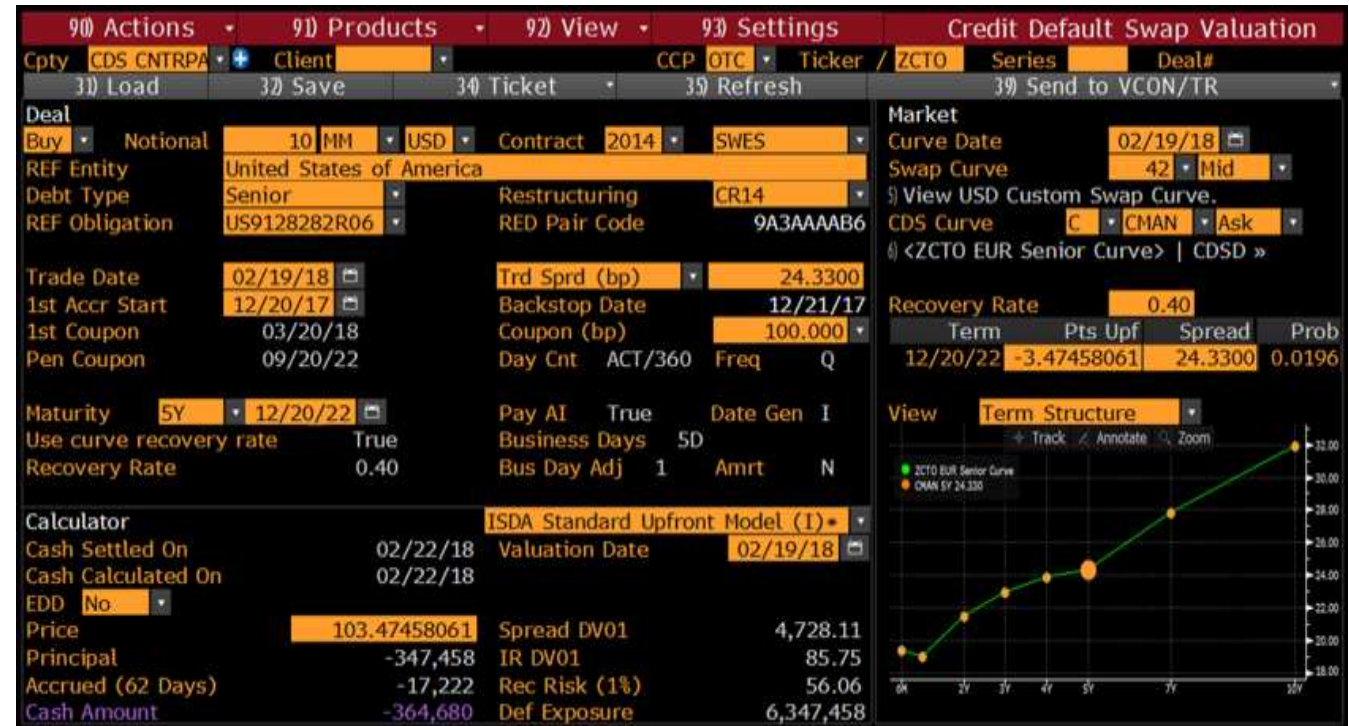 90) Actions 91) Products 92) View 93) Settings Credit Default Swap Valuation
Cpty CDS CNTRPA Client CCP OTC Ticker / ZCTO Series Deal#
31) Load 32) Save 34) Ticket 35) Refresh 39) Send to VCON/TR
Deal Market
Buy Notional 10 MM USD Contract 2014 SWES Curve Date 02/19/18
REF Entity United States of America Swap Curve 42 Mid
Debt Type Senior Restructuring CR14 5) View USD Custom Swap Curve.
REF Obligation US9128282R06 RED Pair Code 9A3AAAAB6 CDS Curve C CMAN Ask
6) <ZCTO EUR Senior Curve> | CDSD »
Trade Date 02/19/18 Trd Sprd (bp) 24.3300
1st Accr Start 12/20/17 Backstop Date 12/21/17 Recovery Rate 0.40
1st Coupon 03/20/18 Coupon (bp) 100.000 Term Pts Upf Spread Prob
Pen Coupon 09/20/22 Day Cnt ACT/360 Freq Q 12/20/22 -3.47458061 24.3300 0.0196
Maturity 5Y 12/20/22 Pay AI True Date Gen I View Term Structure
Use curve recovery rate True Business Days 5D Track Annotate Zoom
Recovery Rate 0.40 Bus Day Adj 1 Amrt N
ZCTO EUR Senior Curve
CMAN 5Y 24.330
32.00
30.00
28.00
26.00
24.00
22.00
20.00
18.00
6M 2Y 3Y 4Y 5Y 7Y 10Y
Calculator ISDA Standard Upfront Model (I)
Cash Settled On 02/22/18 Valuation Date 02/19/18
Cash Calculated On 02/22/18
EDD No
Price 103.47458061 Spread DV01 4,728.11
Principal -347,458 IR DV01 85.75
Accrued (62 Days) -17,222 Rec Risk (1%) 56.06
Cash Amount -364,680 Def Exposure 6,347,458